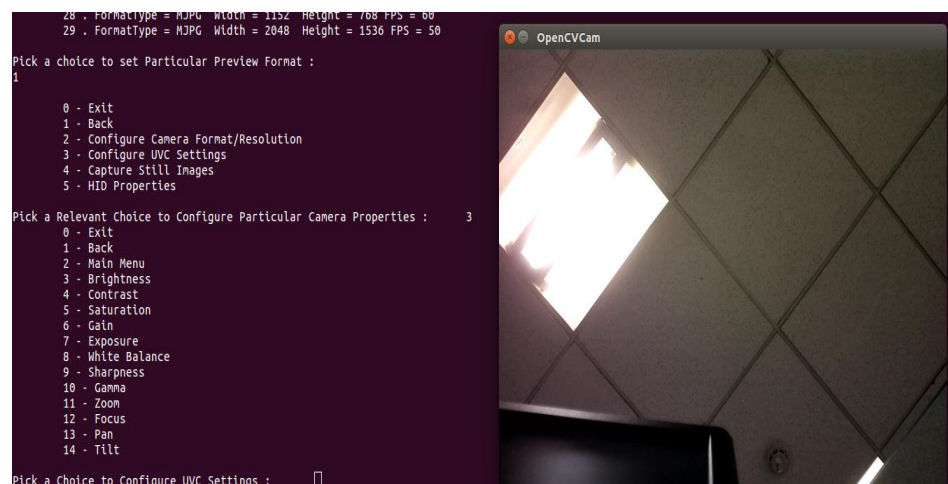 28 . FormatType = MJPG Width = 1152 Height = 768 FPS = 60
29 . FormatType = MJPG Width = 2048 Height = 1536 FPS = 50
Pick a choice to set Particular Preview Format :
1
0 - Exit
1 - Back
2 - Configure Camera Format/Resolution
3 - Configure UVC Settings
4 - Capture Still Images
5 - HID Properties
Pick a Relevant Choice to Configure Particular Camera Properties : 3
0 - Exit
1 - Back
2 - Main Menu
3 - Brightness
4 - Contrast
5 - Saturation
6 - Gain
7 - Exposure
8 - White Balance
9 - Sharpness
10 - Gamma
11 - Zoom
12 - Focus
13 - Pan
14 - Tilt
Pick a Choice to Configure UVC Settings :
OpenCVCam